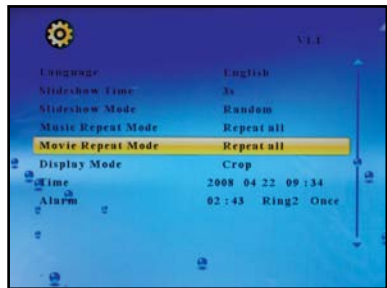 V1.1
Language English
Slideshow Time 3s
Slideshow Mode Random
Music Repeat Mode Repeat all
Movie Repeat Mode Repeat all
Display Mode Crop
Time 2008 04 22 09:34
Alarm 02:43 Ring2 Once